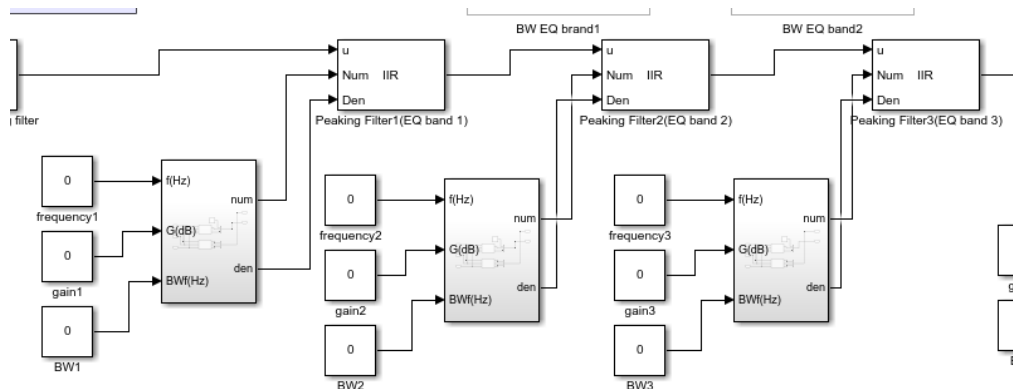 BW EQ brand1
BW EQ band2
u
Num IIR
Den
Peaking Filter1(EQ band 1)
u
Num IIR
Den
Peaking Filter2(EQ band 2)
u
Num IIR
Den
Peaking Filter3(EQ band 3)
filter
0
frequency1
0
gain1
0
BW1
f(Hz)
G(dB)
BWf(Hz)
num
den
0
frequency2
0
gain2
0
BW2
f(Hz)
G(dB)
BWf(Hz)
num
den
0
frequency3
0
gain3
0
BW3
f(Hz)
G(dB)
BWf(Hz)
num
den